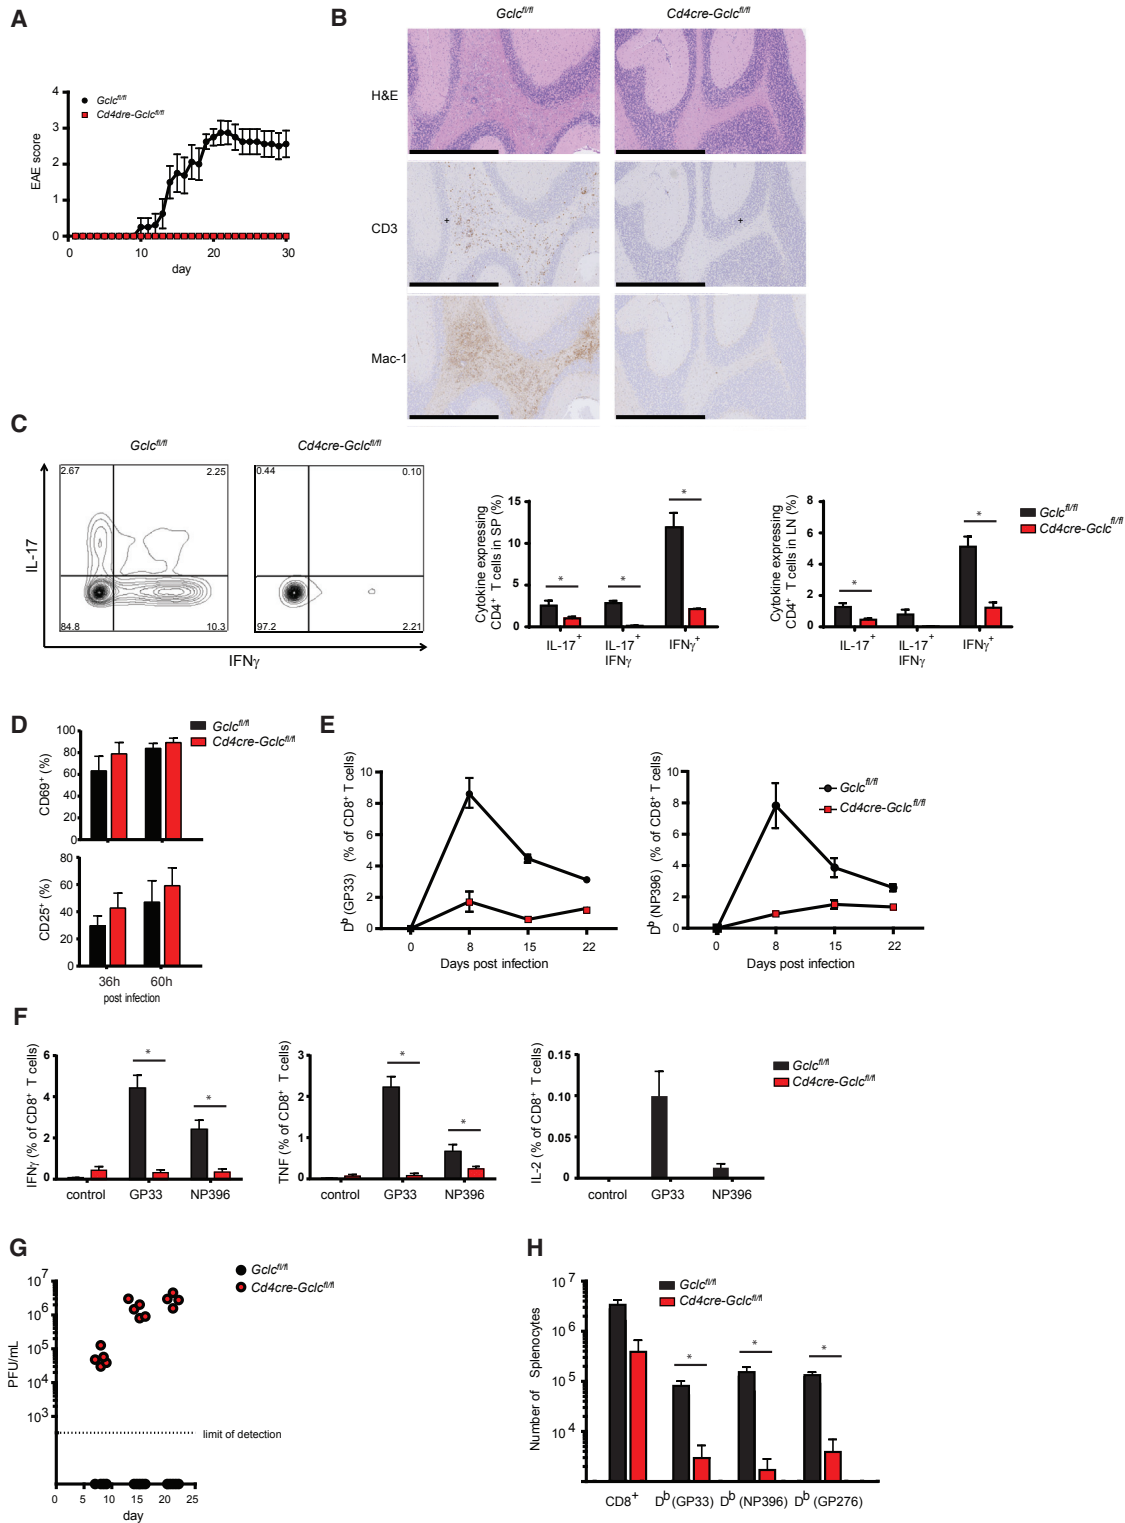 A
EAE score
4
3
2
1
0
Gclcfl/fl
Cd4dre-Gclcfl/fl
0 10 20 30
day
B
Gclcfl/fl Cd4cre-Gclcfl/fl
H&E
CD3
+ +
Mac-1
C
Gclcfl/fl Cd4cre-Gclcfl/fl
2.67 2.25 0.44 0.10
84.8 10.3 97.2 2.21
IL-17
IFNγ
Cytokine expressing
CD4+ T cells in SP (%)
15
10
5
0
* * *
IL-17+ IL-17+ IFNγ+
IFNγ
Cytokine expressing
CD4+ T cells in LN (%)
8
6
4
2
0
* *
IL-17+ IL-17+ IFNγ+
IFNγ
Gclcfl/fl
Cd4cre-Gclcfl/fl
D
Gclcfl/fl
Cd4cre-Gclcfl/fl
CD69+ (%)
100
80
60
40
20
0
CD25+ (%)
80
60
40
20
0
36h 60h
post infection
E
Db (GP33) (% of CD8+ T cells)
10
8
6
4
2
0
0 8 15 22
Days post infection
Db (NP396) (% of CD8+ T cells)
10
8
6
4
2
0
0 8 15 22
Days post infection
Gclcfl/fl
Cd4cre-Gclcfl/fl
F
IFNγ (% of CD8+ T cells)
6
4
2
0
* *
control GP33 NP396
TNF (% of CD8+ T cells)
3
2
1
0
* *
control GP33 NP396
IL-2 (% of CD8+ T cells)
0.15
0.10
0.05
0
control GP33 NP396
Gclcfl/fl
Cd4cre-Gclcfl/fl
G
Gclcfl/fl
Cd4cre-Gclcfl/fl
PFU/mL
10⁷
10⁶
10⁵
10⁴
10³
limit of detection
0 5 10 15 20 25
day
H
Gclcfl/fl
Cd4cre-Gclcfl/fl
Number of Splenocytes
10⁷
10⁶
10⁵
10⁴
* * *
CD8+ Db (GP33) Db (NP396) Db (GP276)